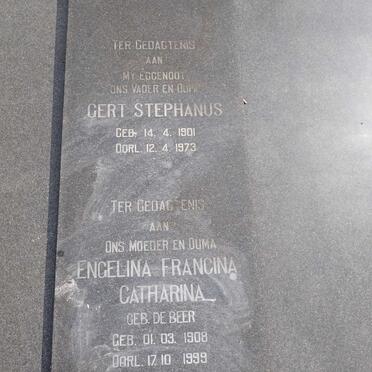 TER GEDAGTENIS
AAN
MY EGGENOOT
ONS VADER EN OUPA
GERT STEPHANUS
GEB. 14. 4. 1901
OORL. 12. 4. 1973
TER GEDAGTENIS
AAN
ONS MOEDER EN OUMA
ENGELINA FRANCINA
CATHARINA
GEB. DE BEER
GEB. 01. 03. 1908
OORL. 17. 10. 1999